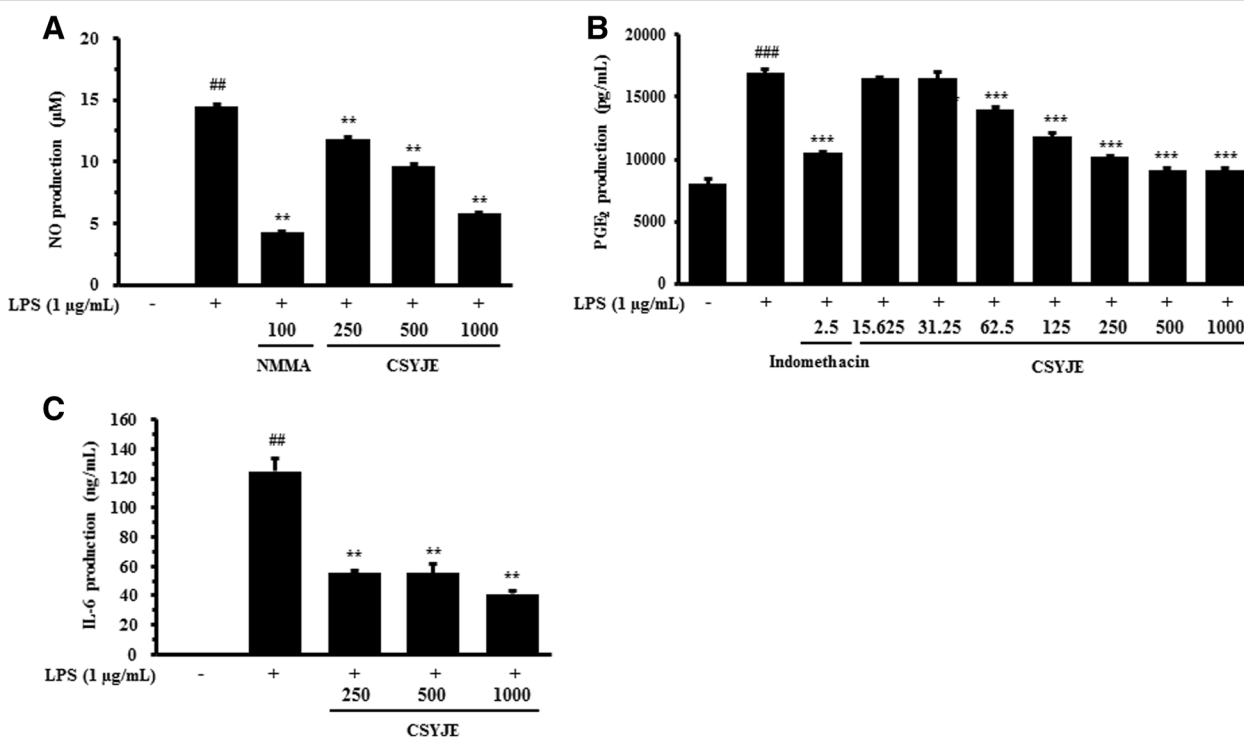 A
NO production (μM)
20
15
10
5
0
##
**
**
**
**
LPS (1 μg/mL) - + + + + +
100 250 500 1000
NMMA CSYJE
B
PGE₂ production (pg/mL)
20000
15000
10000
5000
0
###
***
***
***
***
***
***
LPS (1 μg/mL) - + + + + + + + + +
2.5 15.625 31.25 62.5 125 250 500 1000
Indomethacin CSYJE
C
IL-6 production (ng/mL)
160
140
120
100
80
60
40
20
0
##
**
**
**
LPS (1 μg/mL) - + + + +
250 500 1000
CSYJE